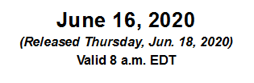 June 16, 2020
(Released Thursday, Jun. 18, 2020)
Valid 8 a.m. EDT